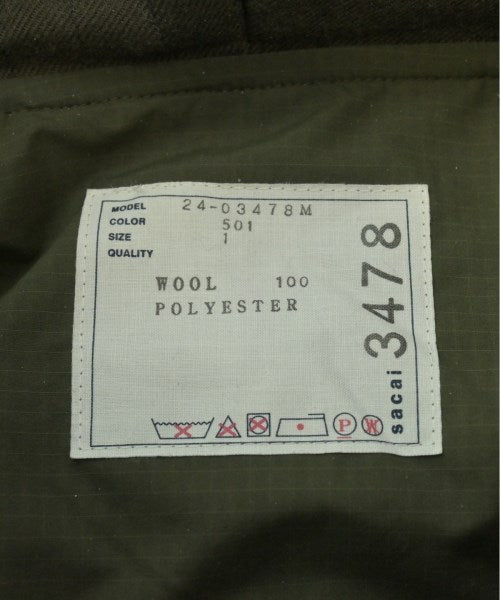 MODEL 24-03478M
COLOR 501
SIZE 1
QUALITY
WOOL 100
POLYESTER
P W
sacai 3478